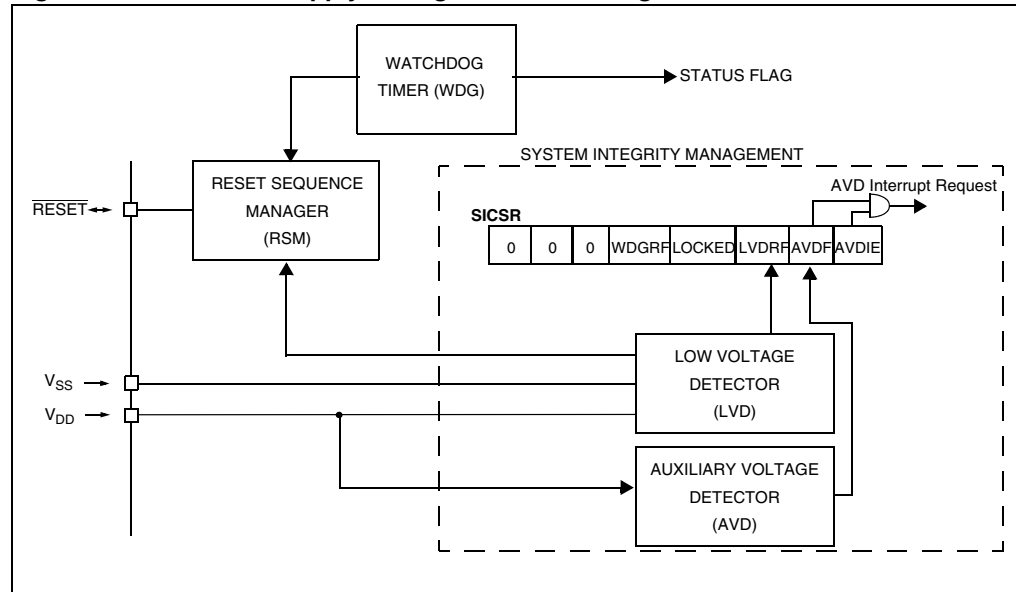 WATCHDOG
TIMER (WDG)
STATUS FLAG
SYSTEM INTEGRITY MANAGEMENT
RESET SEQUENCE
MANAGER
(RSM)
RESET
AVD Interrupt Request
SICSR
0 0 0 WDGRF LOCKED LVDRF AVDF AVDIE
LOW VOLTAGE
DETECTOR
(LVD)
VSS
VDD
AUXILIARY VOLTAGE
DETECTOR
(AVD)